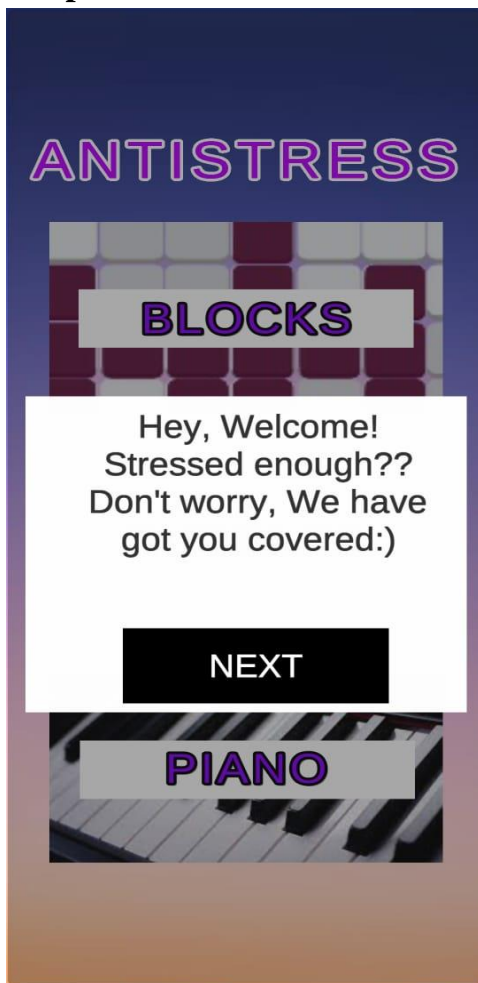 ANTISTRESS
BLOCKS
Hey, Welcome!
Stressed enough??
Don't worry, We have
got you covered:)
NEXT
PIANO